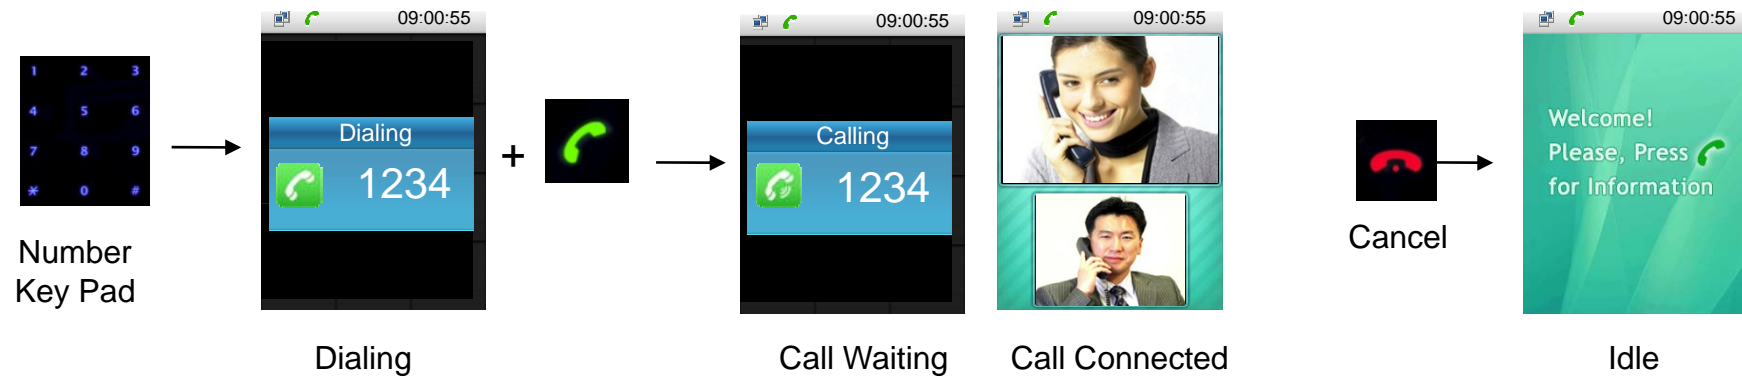 09:00:55
09:00:55
09:00:55
09:00:55
1 2 3
4 5 6
7 8 9
* 0 #
Number
Key Pad
Dialing
1234
Dialing
+
Calling
1234
Call Waiting
Call Connected
Cancel
Welcome!
Please, Press
for Information
Idle